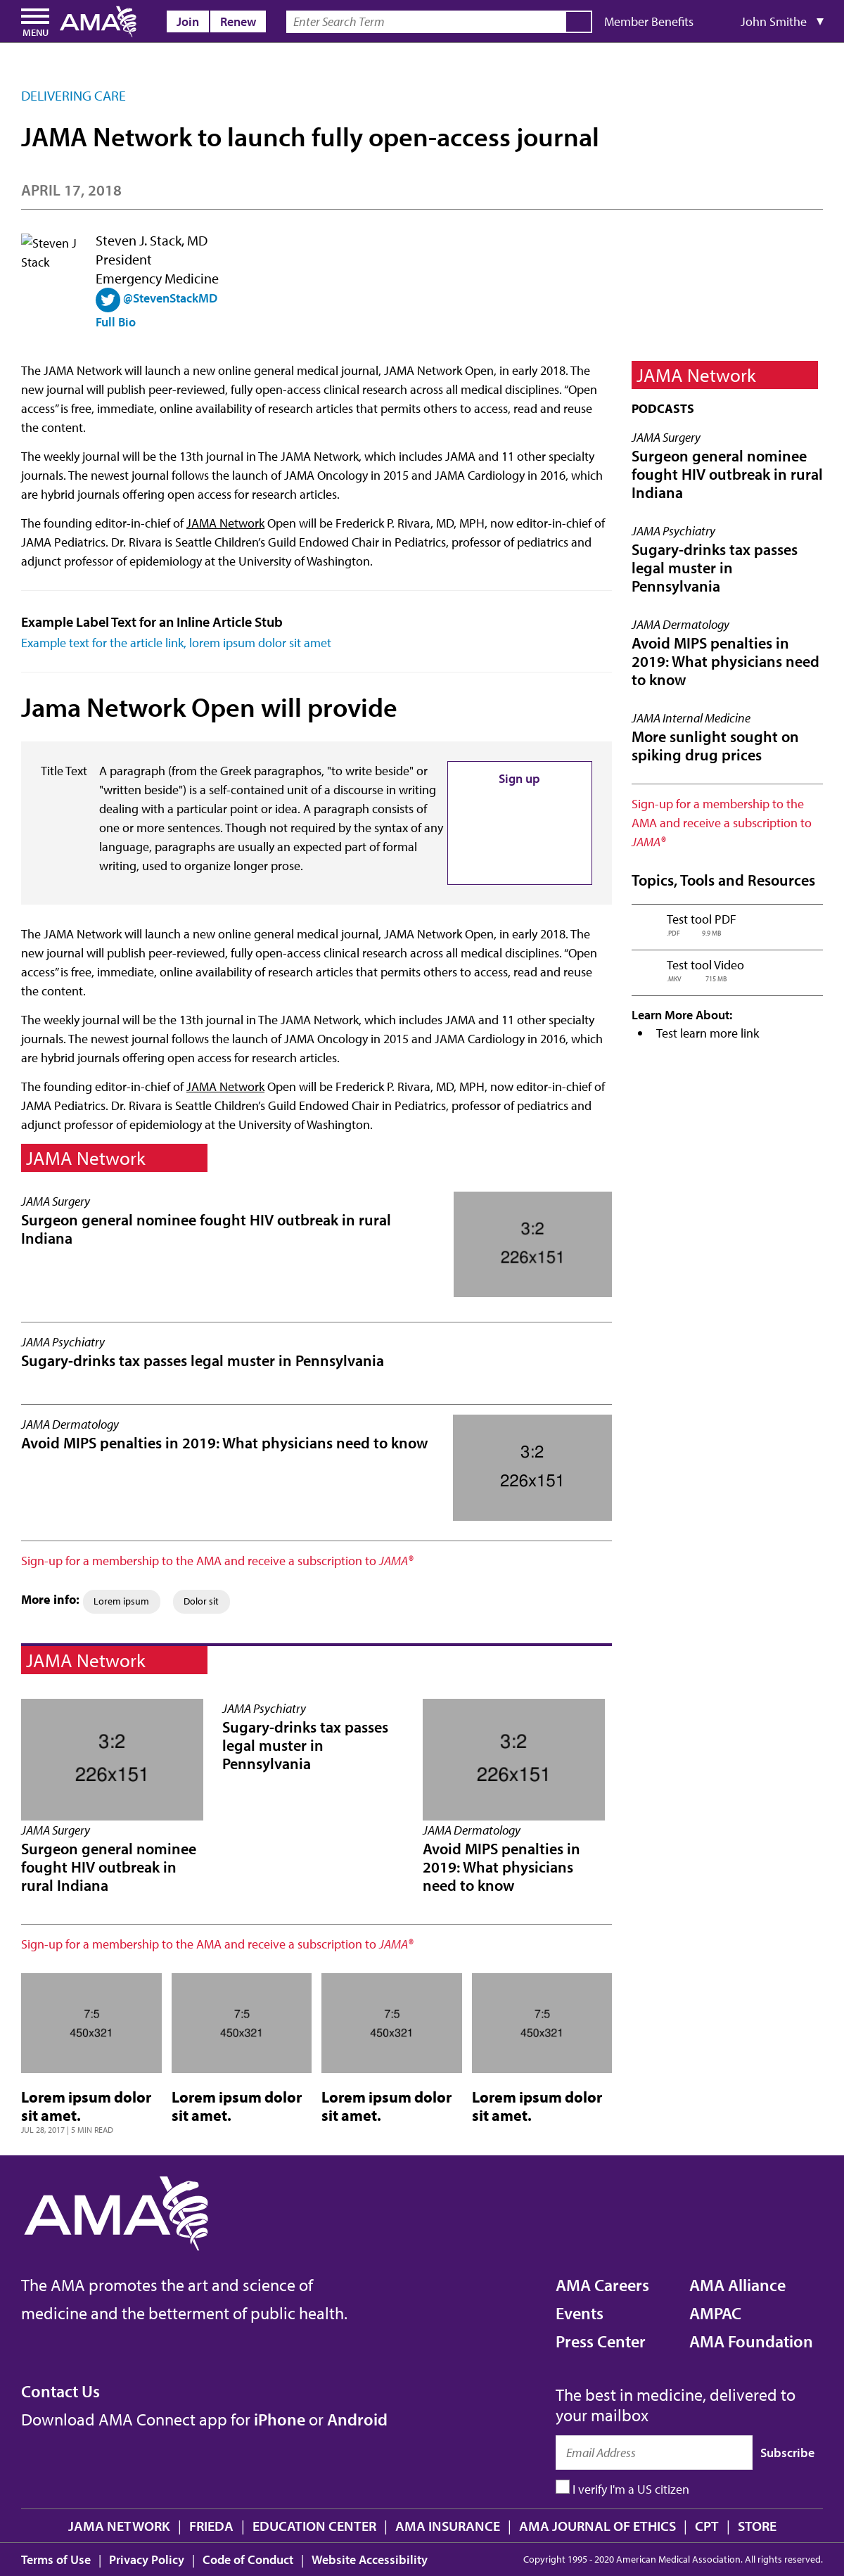 MENU
AMA
Join
Renew
Enter Search Term
Member Benefits
John Smithe ▼
DELIVERING CARE
JAMA Network to launch fully open-access journal
APRIL 17, 2018
Steven J
Stack
Steven J. Stack, MD
President
Emergency Medicine
@StevenStackMD
Full Bio
The JAMA Network will launch a new online general medical journal, JAMA Network Open, in early 2018. The
new journal will publish peer-reviewed, fully open-access clinical research across all medical disciplines. “Open
access” is free, immediate, online availability of research articles that permits others to access, read and reuse
the content.
The weekly journal will be the 13th journal in The JAMA Network, which includes JAMA and 11 other specialty
journals. The newest journal follows the launch of JAMA Oncology in 2015 and JAMA Cardiology in 2016, which
are hybrid journals offering open access for research articles.
The founding editor-in-chief of JAMA Network Open will be Frederick P. Rivara, MD, MPH, now editor-in-chief of
JAMA Pediatrics. Dr. Rivara is Seattle Children’s Guild Endowed Chair in Pediatrics, professor of pediatrics and
adjunct professor of epidemiology at the University of Washington.
Example Label Text for an Inline Article Stub
Example text for the article link, lorem ipsum dolor sit amet
Jama Network Open will provide
Title Text
A paragraph (from the Greek paragraphos, "to write beside" or
"written beside") is a self-contained unit of a discourse in writing
dealing with a particular point or idea. A paragraph consists of
one or more sentences. Though not required by the syntax of any
language, paragraphs are usually an expected part of formal
writing, used to organize longer prose.
Sign up
The JAMA Network will launch a new online general medical journal, JAMA Network Open, in early 2018. The
new journal will publish peer-reviewed, fully open-access clinical research across all medical disciplines. “Open
access” is free, immediate, online availability of research articles that permits others to access, read and reuse
the content.
The weekly journal will be the 13th journal in The JAMA Network, which includes JAMA and 11 other specialty
journals. The newest journal follows the launch of JAMA Oncology in 2015 and JAMA Cardiology in 2016, which
are hybrid journals offering open access for research articles.
The founding editor-in-chief of JAMA Network Open will be Frederick P. Rivara, MD, MPH, now editor-in-chief of
JAMA Pediatrics. Dr. Rivara is Seattle Children’s Guild Endowed Chair in Pediatrics, professor of pediatrics and
adjunct professor of epidemiology at the University of Washington.
JAMA Network
JAMA Surgery
Surgeon general nominee fought HIV outbreak in rural
Indiana
3:2
226x151
JAMA Psychiatry
Sugary-drinks tax passes legal muster in Pennsylvania
JAMA Dermatology
Avoid MIPS penalties in 2019: What physicians need to know
3:2
226x151
Sign-up for a membership to the AMA and receive a subscription to JAMA®
More info:
Lorem ipsum
Dolor sit
JAMA Network
3:2
226x151
JAMA Surgery
Surgeon general nominee
fought HIV outbreak in
rural Indiana
JAMA Psychiatry
Sugary-drinks tax passes
legal muster in
Pennsylvania
3:2
226x151
JAMA Dermatology
Avoid MIPS penalties in
2019: What physicians
need to know
Sign-up for a membership to the AMA and receive a subscription to JAMA®
7:5
450x321
Lorem ipsum dolor
sit amet.
JUL 28, 2017 | 5 MIN READ
7:5
450x321
Lorem ipsum dolor
sit amet.
7:5
450x321
Lorem ipsum dolor
sit amet.
7:5
450x321
Lorem ipsum dolor
sit amet.
JAMA Network
PODCASTS
JAMA Surgery
Surgeon general nominee
fought HIV outbreak in rural
Indiana
JAMA Psychiatry
Sugary-drinks tax passes
legal muster in
Pennsylvania
JAMA Dermatology
Avoid MIPS penalties in
2019: What physicians need
to know
JAMA Internal Medicine
More sunlight sought on
spiking drug prices
Sign-up for a membership to the
AMA and receive a subscription to
JAMA®
Topics, Tools and Resources
Test tool PDF
.PDF 9.9 MB
Test tool Video
.MKV 715 MB
Learn More About:
• Test learn more link
AMA
The AMA promotes the art and science of
medicine and the betterment of public health.
AMA Careers
Events
Press Center
AMA Alliance
AMPAC
AMA Foundation
Contact Us
Download AMA Connect app for iPhone or Android
The best in medicine, delivered to
your mailbox
Email Address
Subscribe
I verify I'm a US citizen
JAMA NETWORK | FRIEDA | EDUCATION CENTER | AMA INSURANCE | AMA JOURNAL OF ETHICS | CPT | STORE
Terms of Use | Privacy Policy | Code of Conduct | Website Accessibility
Copyright 1995 - 2020 American Medical Association. All rights reserved.